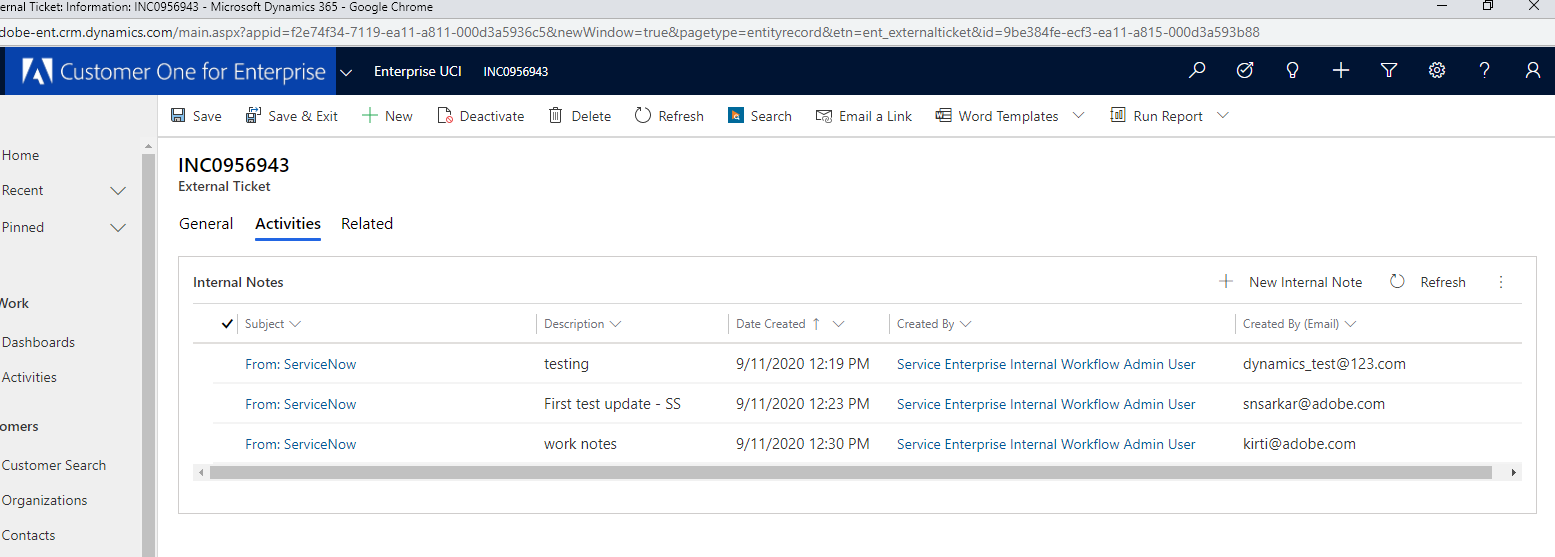 ernal Ticket: Information: INC0956943 - Microsoft Dynamics 365 - Google Chrome
dobe-ent.crm.dynamics.com/main.aspx?appid=f2e74f34-7119-ea11-a811-000d3a5936c5&newWindow=true&pagetype=entityrecord&etn=ent_externalticket&id=9be384fe-ecf3-ea11-a815-000d3a593b88
Customer One for Enterprise Enterprise UCI INC0956943
Save Save & Exit New Deactivate Delete Refresh Search Email a Link Word Templates Run Report
Home
Recent
Pinned
Work
Dashboards
Activities
omers
Customer Search
Organizations
Contacts
INC0956943
External Ticket
General Activities Related
Internal Notes New Internal Note Refresh
Subject Description Date Created Created By Created By (Email)
From: ServiceNow testing 9/11/2020 12:19 PM Service Enterprise Internal Workflow Admin User dynamics_test@123.com
From: ServiceNow First test update - SS 9/11/2020 12:23 PM Service Enterprise Internal Workflow Admin User snsarkar@adobe.com
From: ServiceNow work notes 9/11/2020 12:30 PM Service Enterprise Internal Workflow Admin User kirti@adobe.com